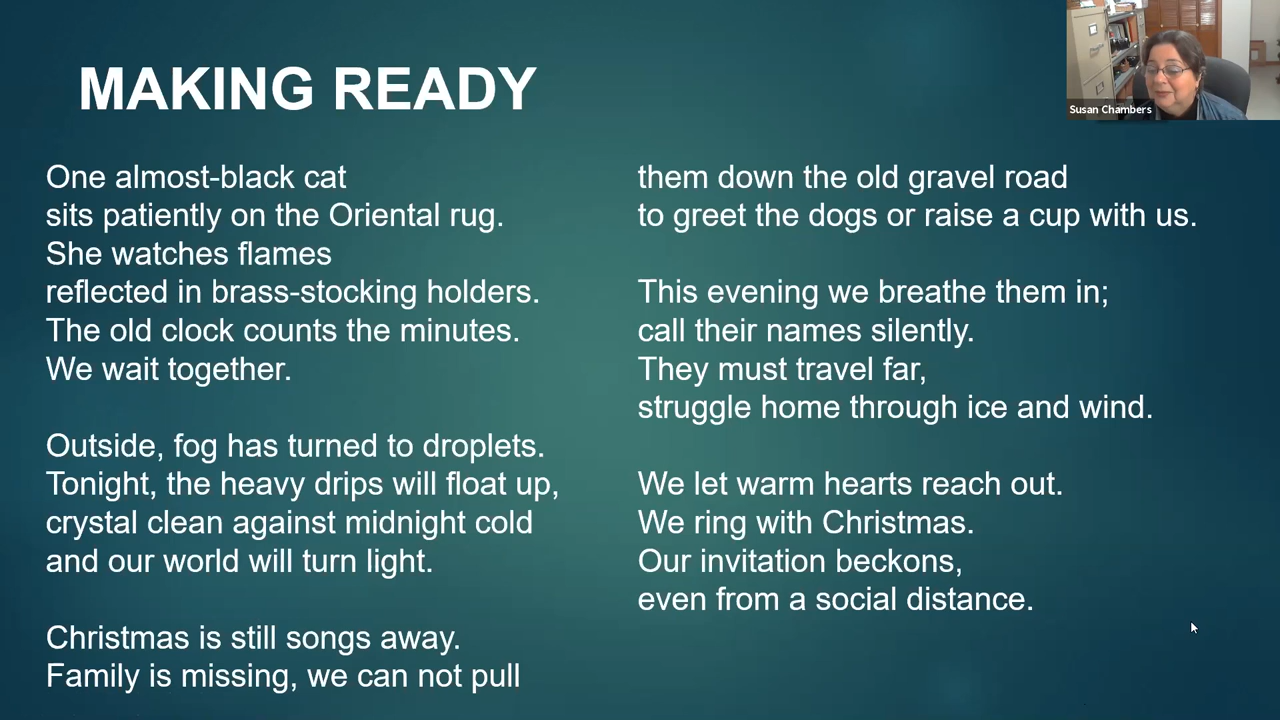 MAKING READY
One almost-black cat
sits patiently on the Oriental rug.
She watches flames
reflected in brass-stocking holders.
The old clock counts the minutes.
We wait together.
Outside, fog has turned to droplets.
Tonight, the heavy drips will float up,
crystal clean against midnight cold
and our world will turn light.
Christmas is still songs away.
Family is missing, we can not pull
them down the old gravel road
to greet the dogs or raise a cup with us.
This evening we breathe them in;
call their names silently.
They must travel far,
struggle home through ice and wind.
We let warm hearts reach out.
We ring with Christmas.
Our invitation beckons,
even from a social distance.
Susan Chambers